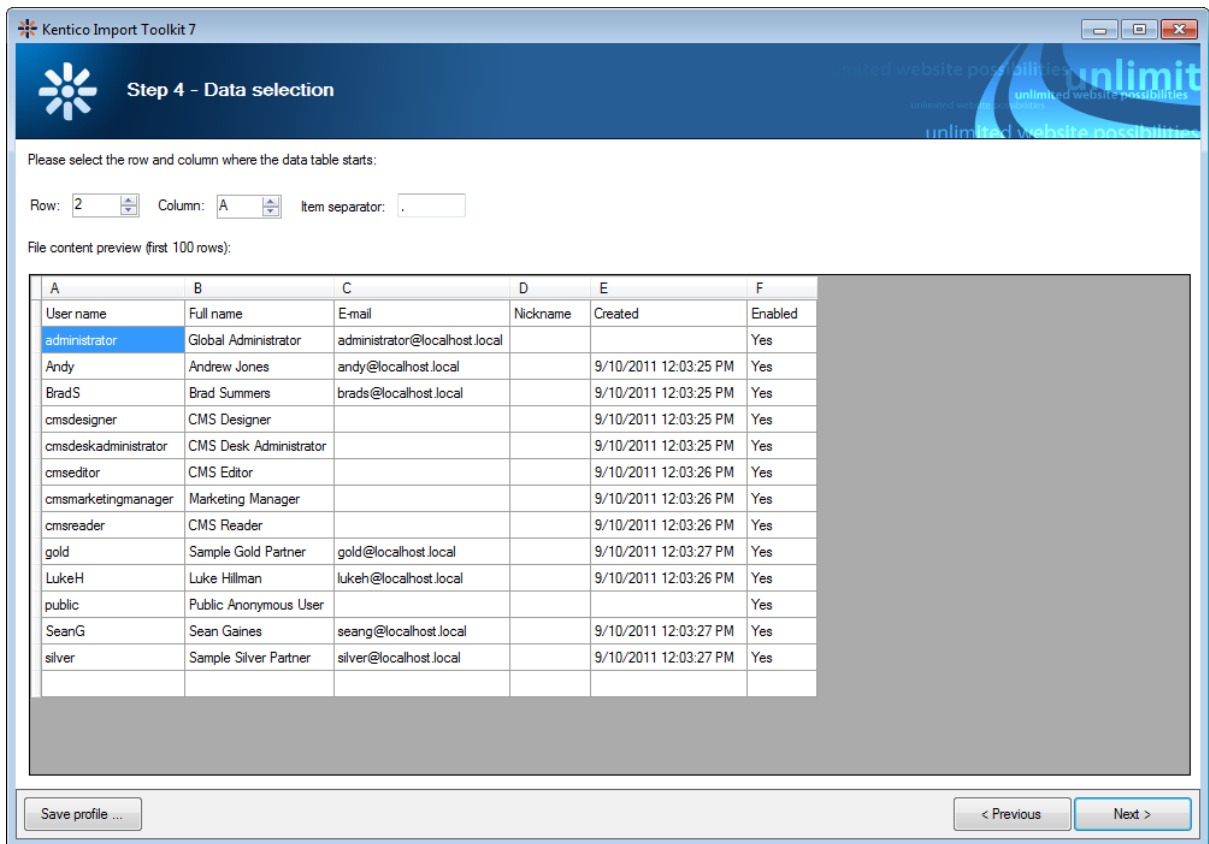 Kentico Import Toolkit 7
Step 4 - Data selection
unlimited website possibilities
unlimit
unlimited website possibilities
unlimited website possibilities
unlimited website possibilities
Please select the row and column where the data table starts:
Row: 2 Column: A Item separator: ,
File content preview (first 100 rows):
A B C D E F
User name Full name E-mail Nickname Created Enabled
administrator Global Administrator administrator@localhost.local Yes
Andy Andrew Jones andy@localhost.local 9/10/2011 12:03:25 PM Yes
BradS Brad Summers brads@localhost.local 9/10/2011 12:03:25 PM Yes
cmsdesigner CMS Designer 9/10/2011 12:03:25 PM Yes
cmsdeskadministrator CMS Desk Administrator 9/10/2011 12:03:25 PM Yes
cmseditor CMS Editor 9/10/2011 12:03:26 PM Yes
cmsmarketingmanager Marketing Manager 9/10/2011 12:03:26 PM Yes
cmsreader CMS Reader 9/10/2011 12:03:26 PM Yes
gold Sample Gold Partner gold@localhost.local 9/10/2011 12:03:27 PM Yes
LukeH Luke Hillman lukeh@localhost.local 9/10/2011 12:03:26 PM Yes
public Public Anonymous User Yes
SeanG Sean Gaines seang@localhost.local 9/10/2011 12:03:27 PM Yes
silver Sample Silver Partner silver@localhost.local 9/10/2011 12:03:27 PM Yes
Save profile ... < Previous Next >